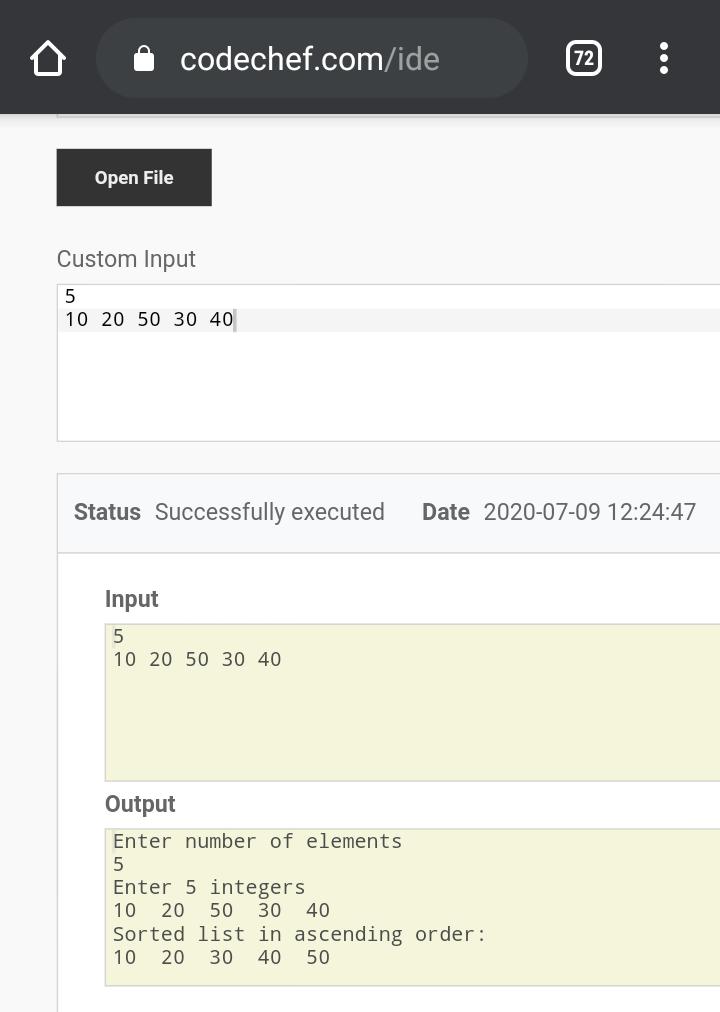 codechef.com/ide
72
Open File
Custom Input
5
10 20 50 30 40
Status Successfully executed Date 2020-07-09 12:24:47
Input
5
10 20 50 30 40
Output
Enter number of elements
5
Enter 5 integers
10 20 50 30 40
Sorted list in ascending order:
10 20 30 40 50